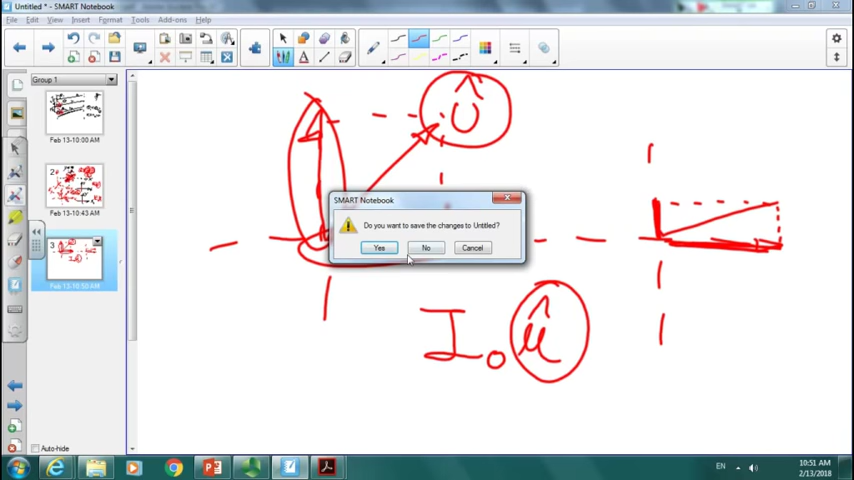 Untitled * - SMART Notebook
File Edit View Insert Format Tools Add-ons Help
Group 1
Feb 13-10:00 AM
2
Feb 13-10:43 AM
3
Feb 13-10:50 AM
Û
SMART Notebook
Do you want to save the changes to Untitled?
Yes No Cancel
I₀ û
Auto-hide
EN
10:51 AM
2/13/2018